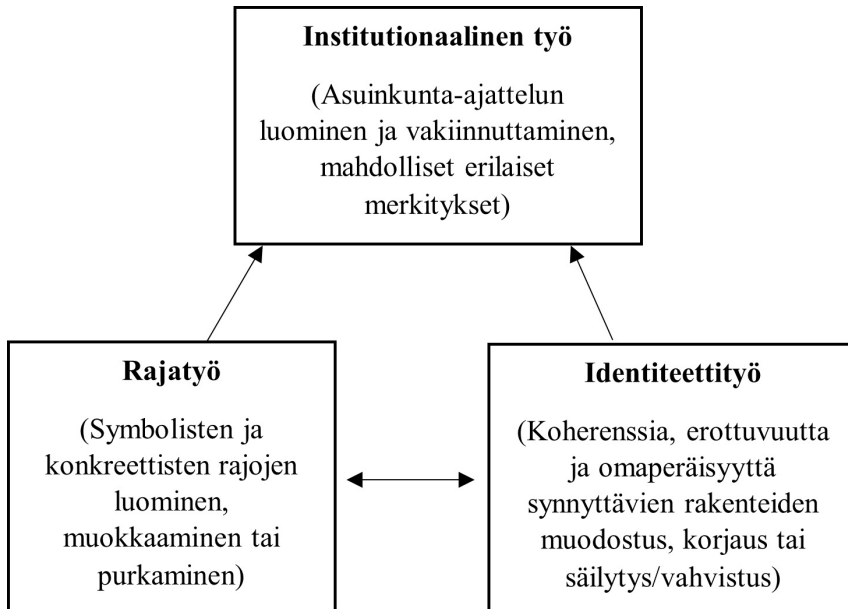 Institutionaalinen työ
(Asuinkunta-ajattelun
luominen ja vakiinnuttaminen,
mahdolliset erilaiset
merkitykset)
Rajatyö
(Symbolisten ja
konkreettisten rajojen
luominen,
muokkaaminen tai
purkaminen)
Identiteettityö
(Koherenssia, erottuvuutta
ja omaperäisyyttä
synnyttävien rakenteiden
muodostus, korjaus tai
säilytys/vahvistus)